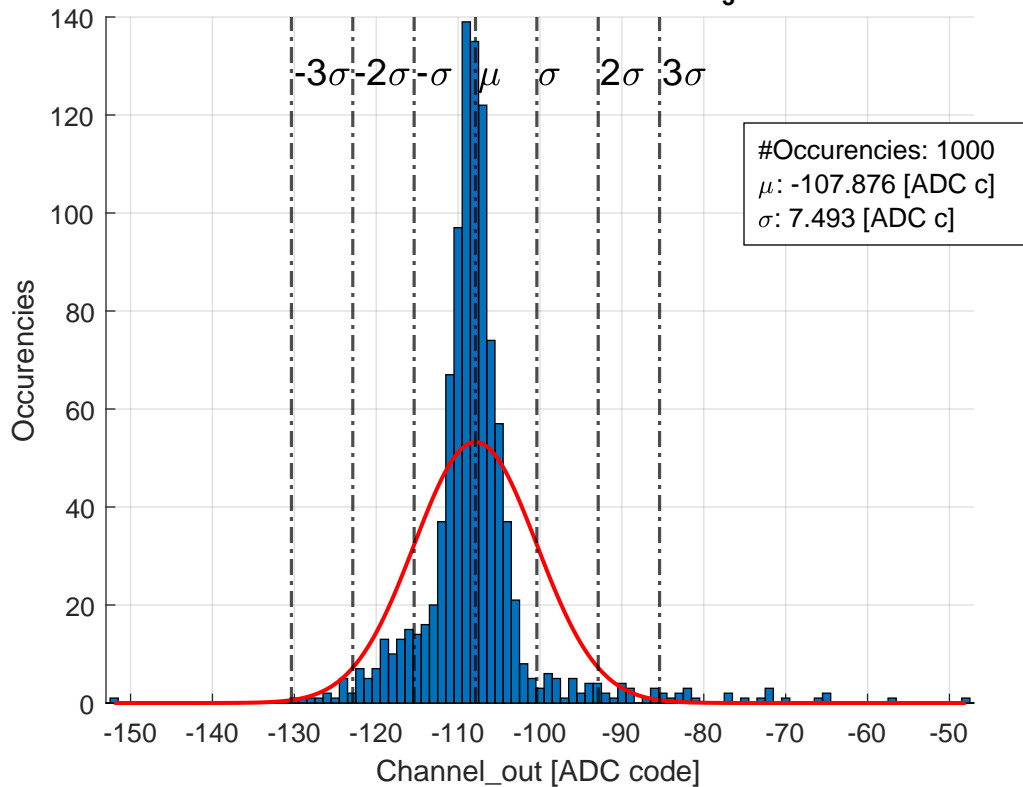 140
120
100
80
60
40
20
0
Occurencies
-3σ -2σ -σ μ σ 2σ 3σ
#Occurencies: 1000
μ: -107.876 [ADC c]
σ: 7.493 [ADC c]
-150 -140 -130 -120 -110 -100 -90 -80 -70 -60 -50
Channel_out [ADC code]